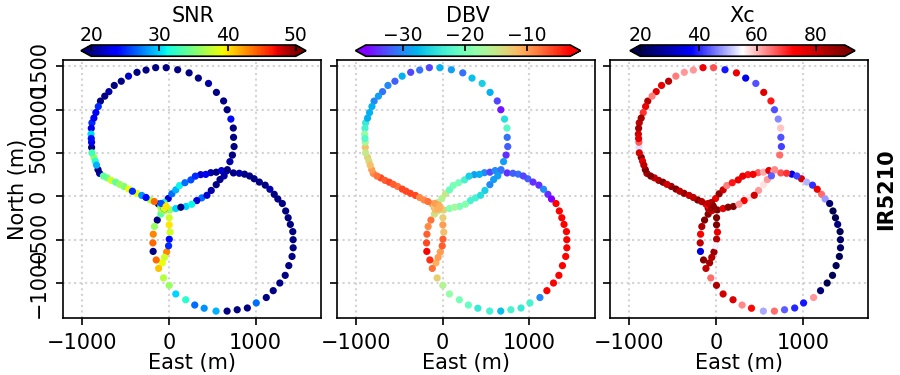 SNR DBV Xc
20 30 40 50 −30 −20 −10 20 40 60 80
North (m)
1500
1000
500
0
−500
−1000
−1000 0 1000 −1000 0 1000 −1000 0 1000
East (m) East (m) East (m)
IR5210